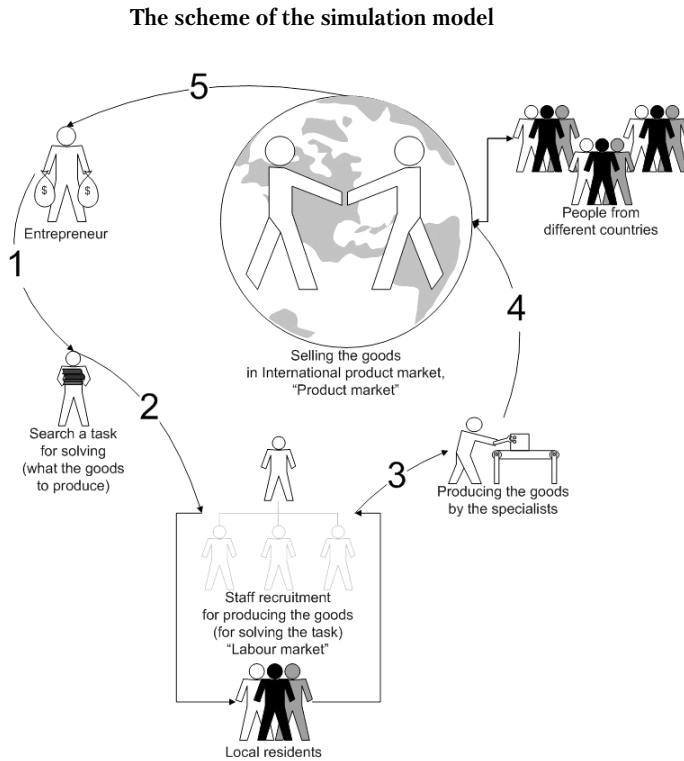 The scheme of the simulation model
5
$
$
Entrepreneur
People from
different countries
1
4
Selling the goods
in International product market,
“Product market”
2
Search a task
for solving
(what the goods
to produce)
3
Producing the goods
by the specialists
Staff recruitment
for producing the goods
(for solving the task)
“Labour market”
Local residents